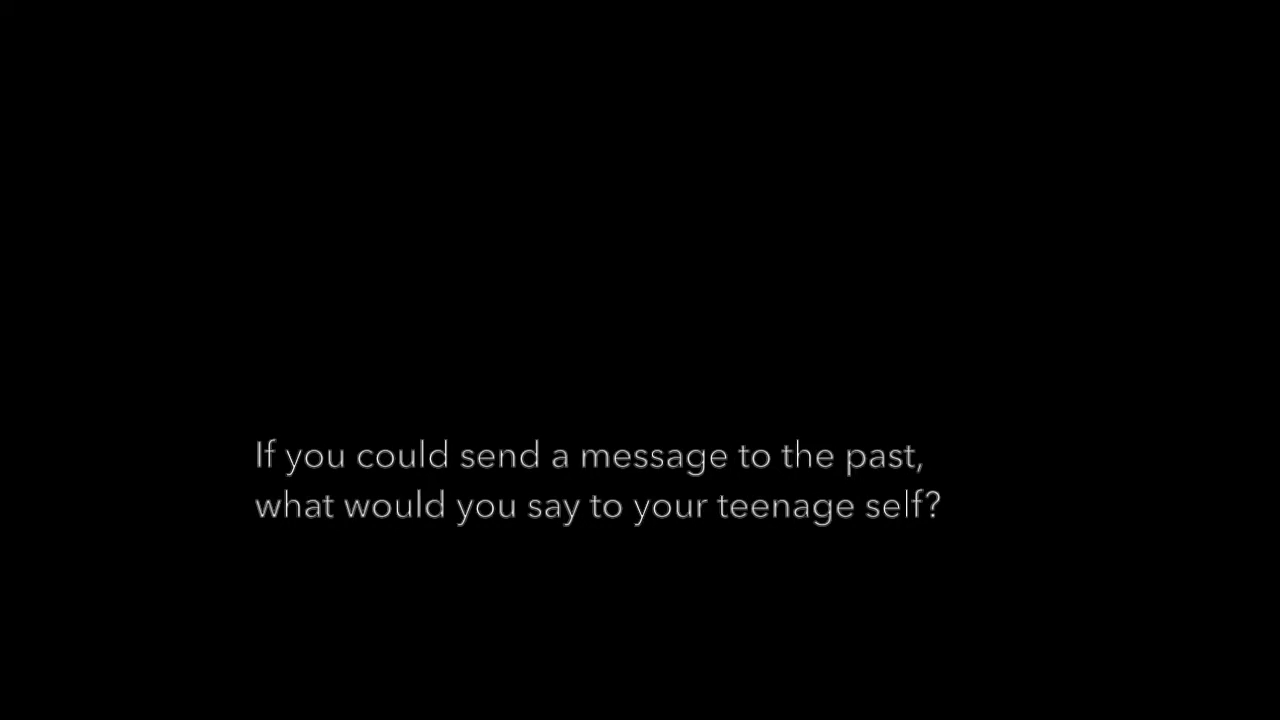 If you could send a message to the past,
what would you say to your teenage self?